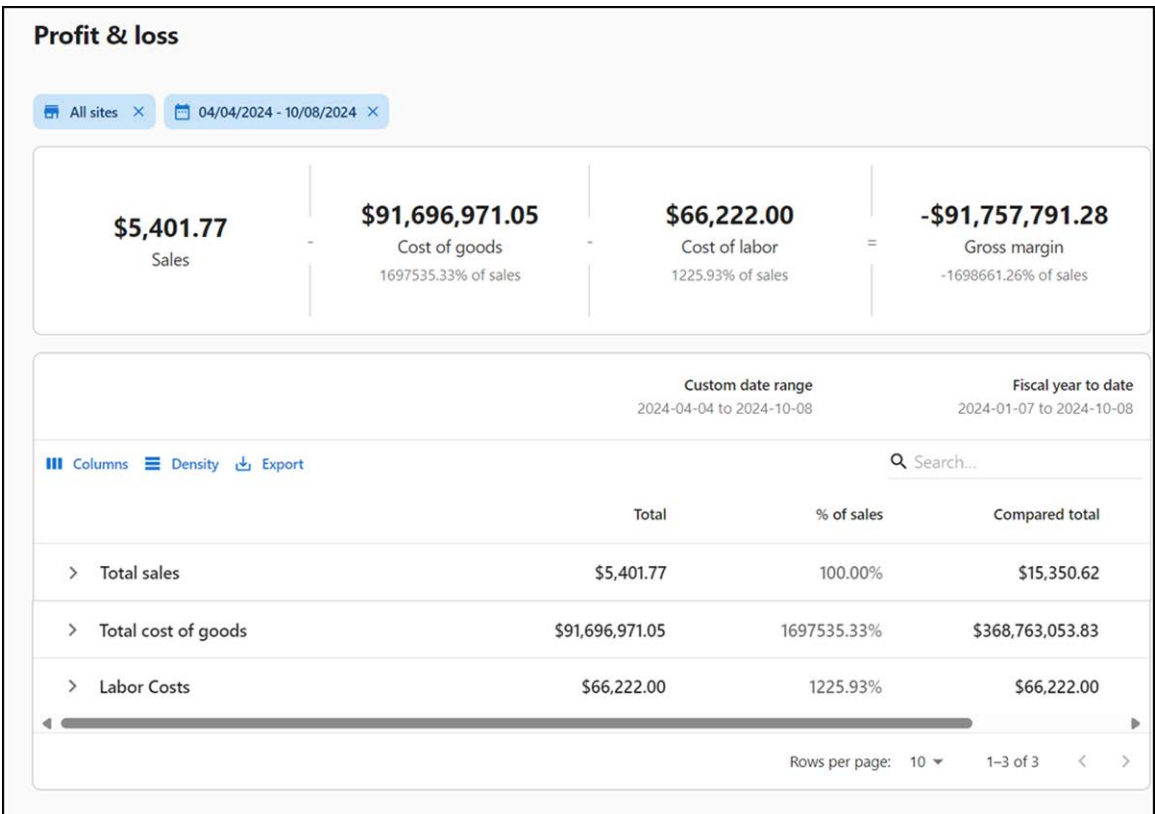 Profit & loss
All sites 04/04/2024 - 10/08/2024
$5,401.77
Sales
-
$91,696,971.05
Cost of goods
1697535.33% of sales
-
$66,222.00
Cost of labor
1225.93% of sales
=
-$91,757,791.28
Gross margin
-1698661.26% of sales
Custom date range
2024-04-04 to 2024-10-08
Fiscal year to date
2024-01-07 to 2024-10-08
Columns Density Export Search...
Total % of sales Compared total
Total sales $5,401.77 100.00% $15,350.62
Total cost of goods $91,696,971.05 1697535.33% $368,763,053.83
Labor Costs $66,222.00 1225.93% $66,222.00
Rows per page: 10 1–3 of 3